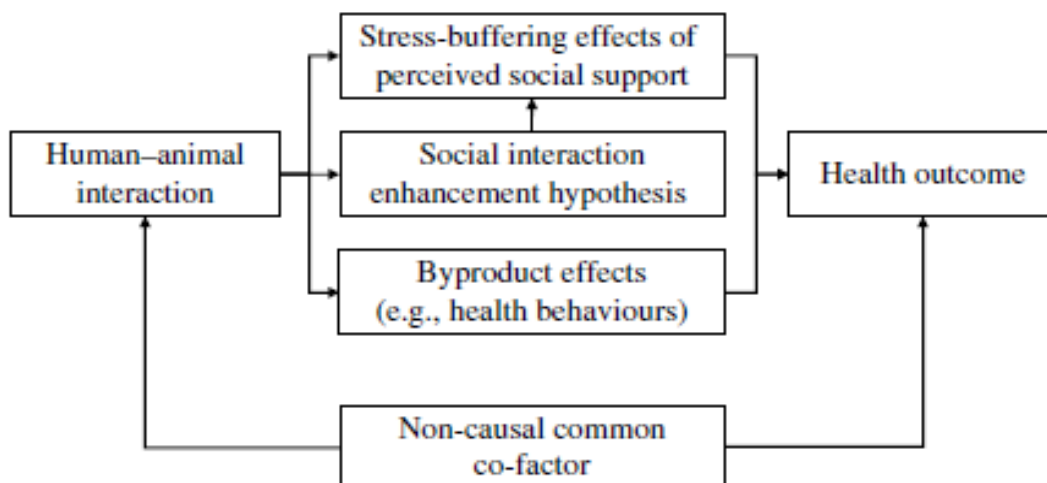 Stress-buffering effects of
perceived social support
Human–animal
interaction
Social interaction
enhancement hypothesis
Health outcome
Byproduct effects
(e.g., health behaviours)
Non-causal common
co-factor